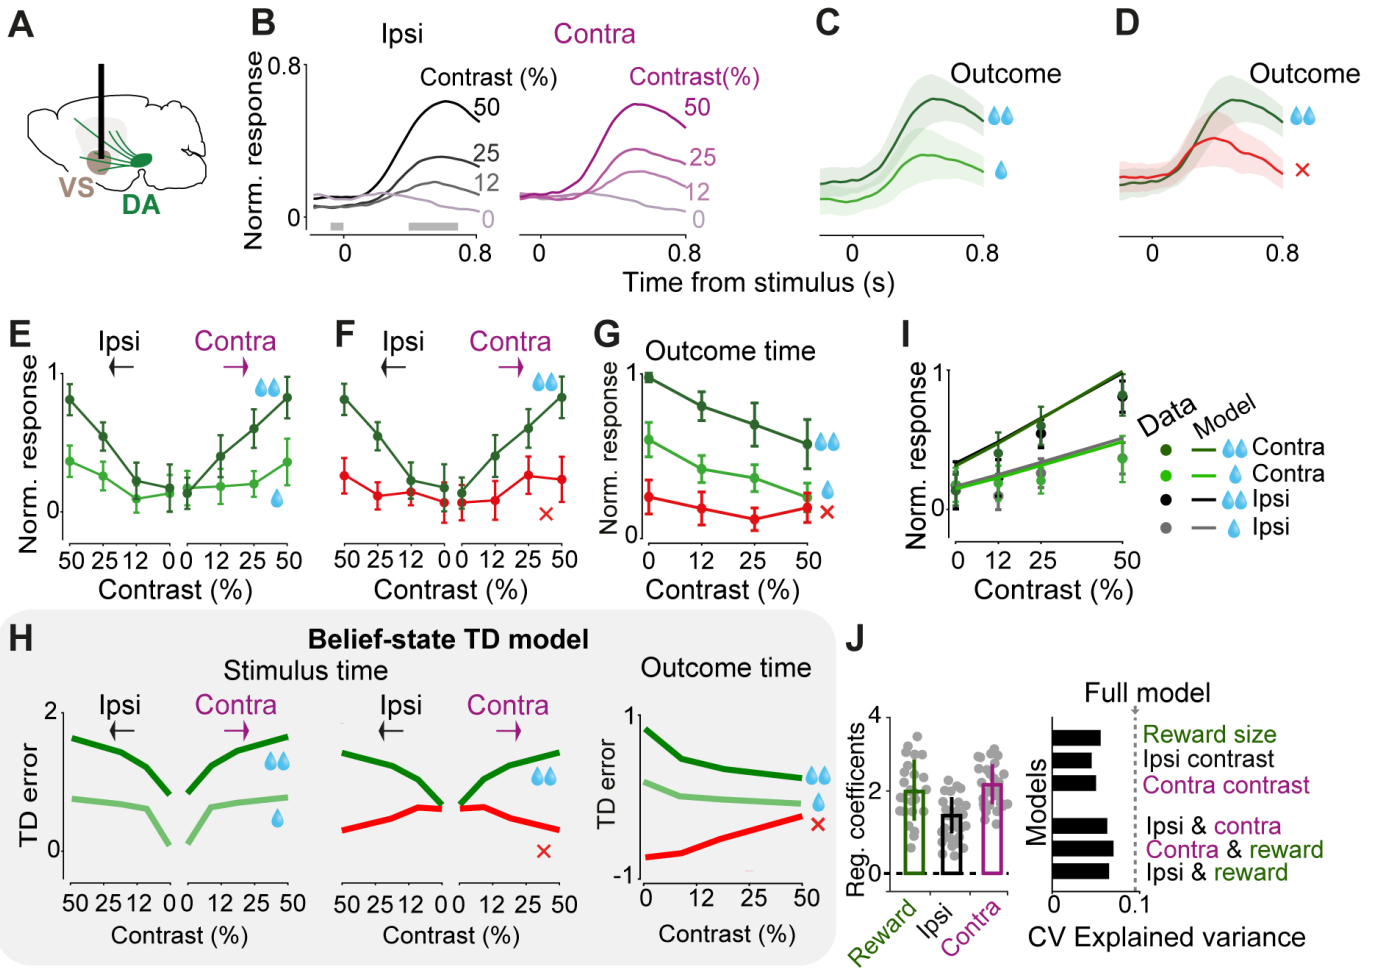 A
VS
DA
B
Ipsi
Contra
Contrast (%)
Contrast(%)
Norm. response
0.8
0
50
25
12
0
50
25
12
0
0
0.8
0
0.8
Time from stimulus (s)
C
Outcome
0
0.8
D
Outcome
×
0
0.8
E
Ipsi
Contra
Norm. response
1
0
×
50 25 12 0 0 12 25 50
Contrast (%)
F
Ipsi
Contra
50 25 12 0 0 12 25 50
Contrast (%)
G
Outcome time
Norm. response
1
0
×
0 12 25 50
Contrast (%)
I
Norm. response
1
0
0 12 25 50
Contrast (%)
Data
Model
Contra
Contra
Ipsi
Ipsi
H
Belief-state TD model
Stimulus time
Outcome time
Ipsi
Contra
Ipsi
Contra
TD error
2
0
50 25 12 0 0 12 25 50
Contrast (%)
×
50 25 12 0 0 12 25 50
Contrast (%)
TD error
1
-1
×
0 12 25 50
Contrast (%)
J
Reg. coefficents
4
2
0
Reward
Ipsi
Contra
Full model
Models
Reward size
Ipsi contrast
Contra contrast
Ipsi & contra
Contra & reward
Ipsi & reward
0
0.1
CV Explained variance